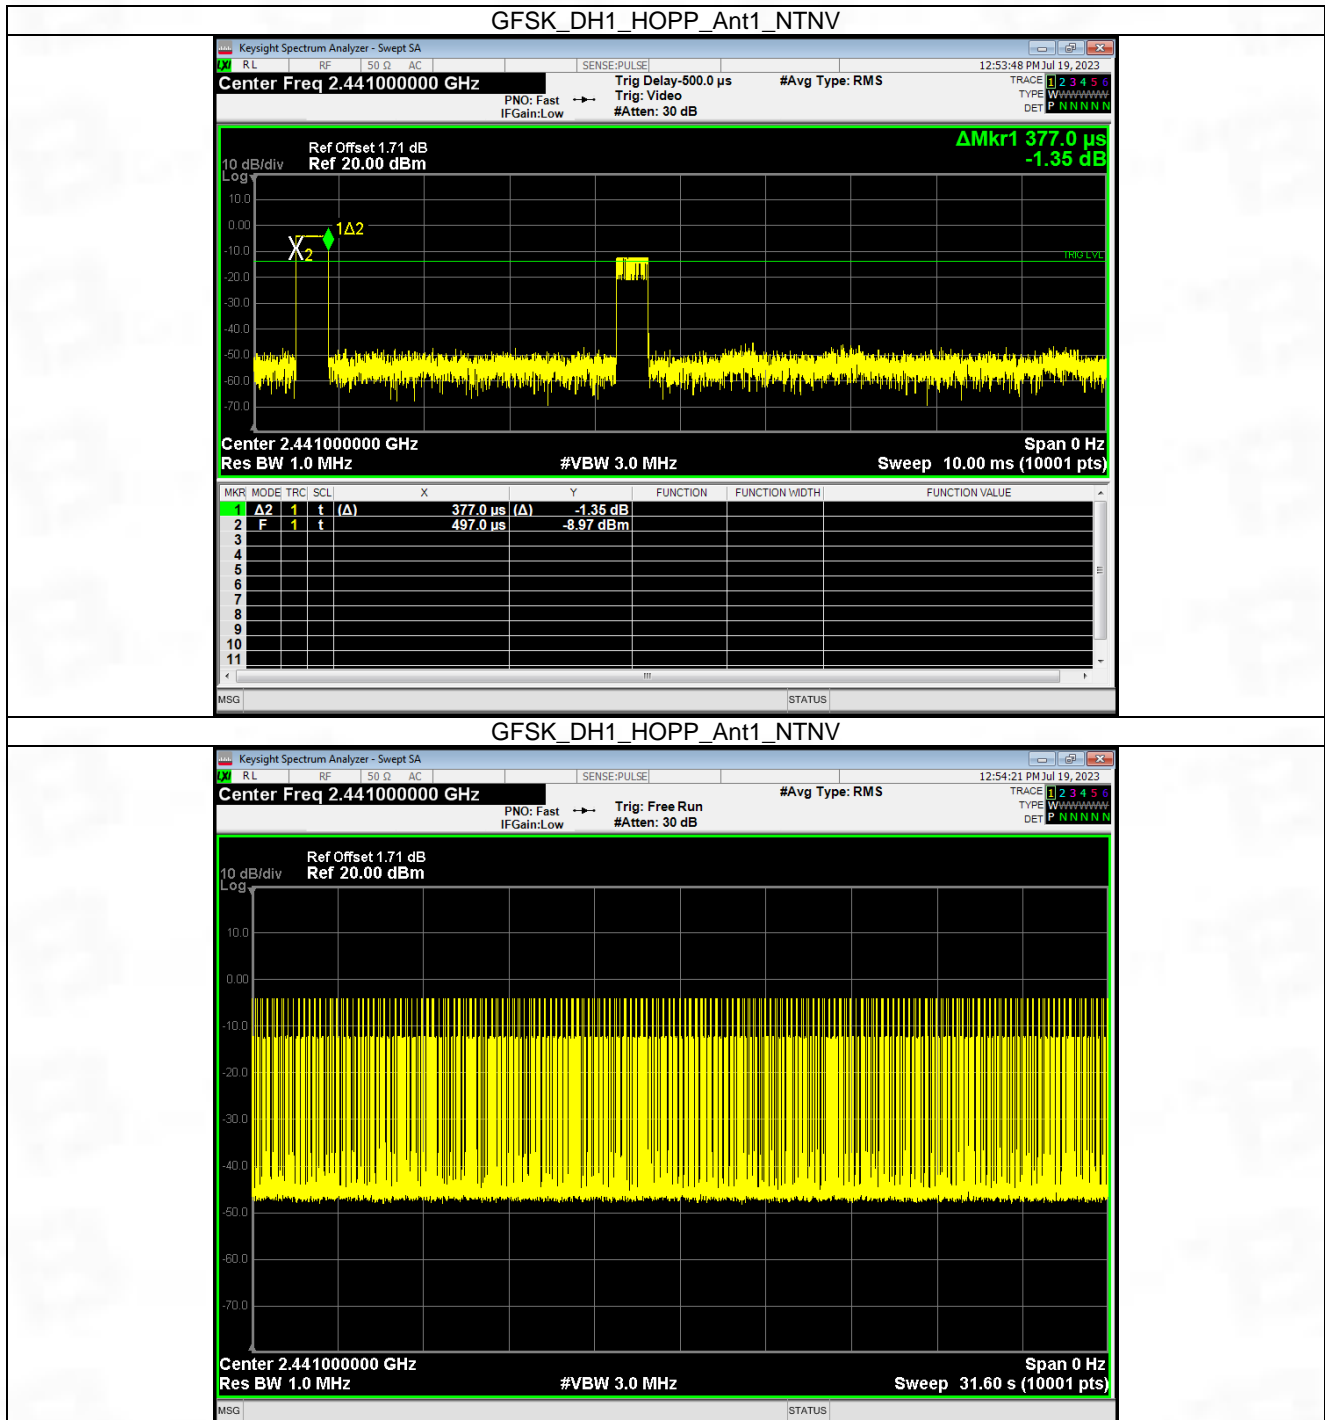 GFSK_DH1_HOPP_Ant1_NTNV
Keysight Spectrum Analyzer - Swept SA
LXI RL RF 50 Ω AC SENSE:PULSE 12:53:48 PM Jul 19, 2023
Center Freq 2.441000000 GHz
PNO: Fast
IFGain:Low
Trig Delay-500.0 µs
Trig: Video
#Atten: 30 dB
#Avg Type: RMS
TRACE 1 2 3 4 5 6
TYPE WWWWWW
DET P N N N N N
ΔMkr1 377.0 µs
-1.35 dB
Ref Offset 1.71 dB
10 dB/div Ref 20.00 dBm
Log
10.0
0.00
-10.0
-20.0
-30.0
-40.0
-50.0
-60.0
-70.0
1Δ2
X2
TRIG LVL
Center 2.441000000 GHz Span 0 Hz
Res BW 1.0 MHz #VBW 3.0 MHz Sweep 10.00 ms (10001 pts)
MKR MODE TRC SCL X Y FUNCTION FUNCTION WIDTH FUNCTION VALUE
1 Δ2 1 t (Δ) 377.0 µs (Δ) -1.35 dB
2 F 1 t 497.0 µs -8.97 dBm
3
4
5
6
7
8
9
10
11
MSG STATUS
GFSK_DH1_HOPP_Ant1_NTNV
Keysight Spectrum Analyzer - Swept SA
LXI RL RF 50 Ω AC SENSE:PULSE 12:54:21 PM Jul 19, 2023
Center Freq 2.441000000 GHz
PNO: Fast
IFGain:Low
Trig: Free Run
#Atten: 30 dB
#Avg Type: RMS
TRACE 1 2 3 4 5 6
TYPE WWWWWW
DET P N N N N N
Ref Offset 1.71 dB
10 dB/div Ref 20.00 dBm
Log
10.0
0.00
-10.0
-20.0
-30.0
-40.0
-50.0
-60.0
-70.0
Center 2.441000000 GHz Span 0 Hz
Res BW 1.0 MHz #VBW 3.0 MHz Sweep 31.60 s (10001 pts)
MSG STATUS